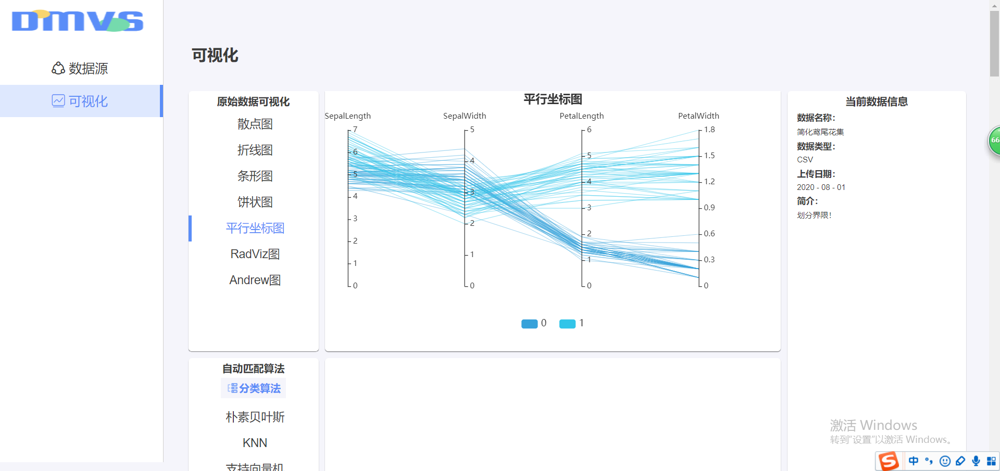 DMVS
数据源
可视化
可视化
原始数据可视化
散点图
折线图
条形图
饼状图
平行坐标图
RadViz图
Andrew图
平行坐标图
SepalLength
SepalWidth
PetalLength
PetalWidth
7
6
5
4
3
2
1
0
5
4
3
2
1
0
6
5
4
3
2
1
0
1.8
1.5
1.2
0.9
0.6
0.3
0
0
1
当前数据信息
数据名称：
简化鸢尾花集
数据类型：
CSV
上传日期：
2020 - 08 - 01
简介：
划分界限！
66
自动匹配算法
分类算法
朴素贝叶斯
KNN
支持向量机
激活 Windows
转到"设置"以激活 Windows。
S
中